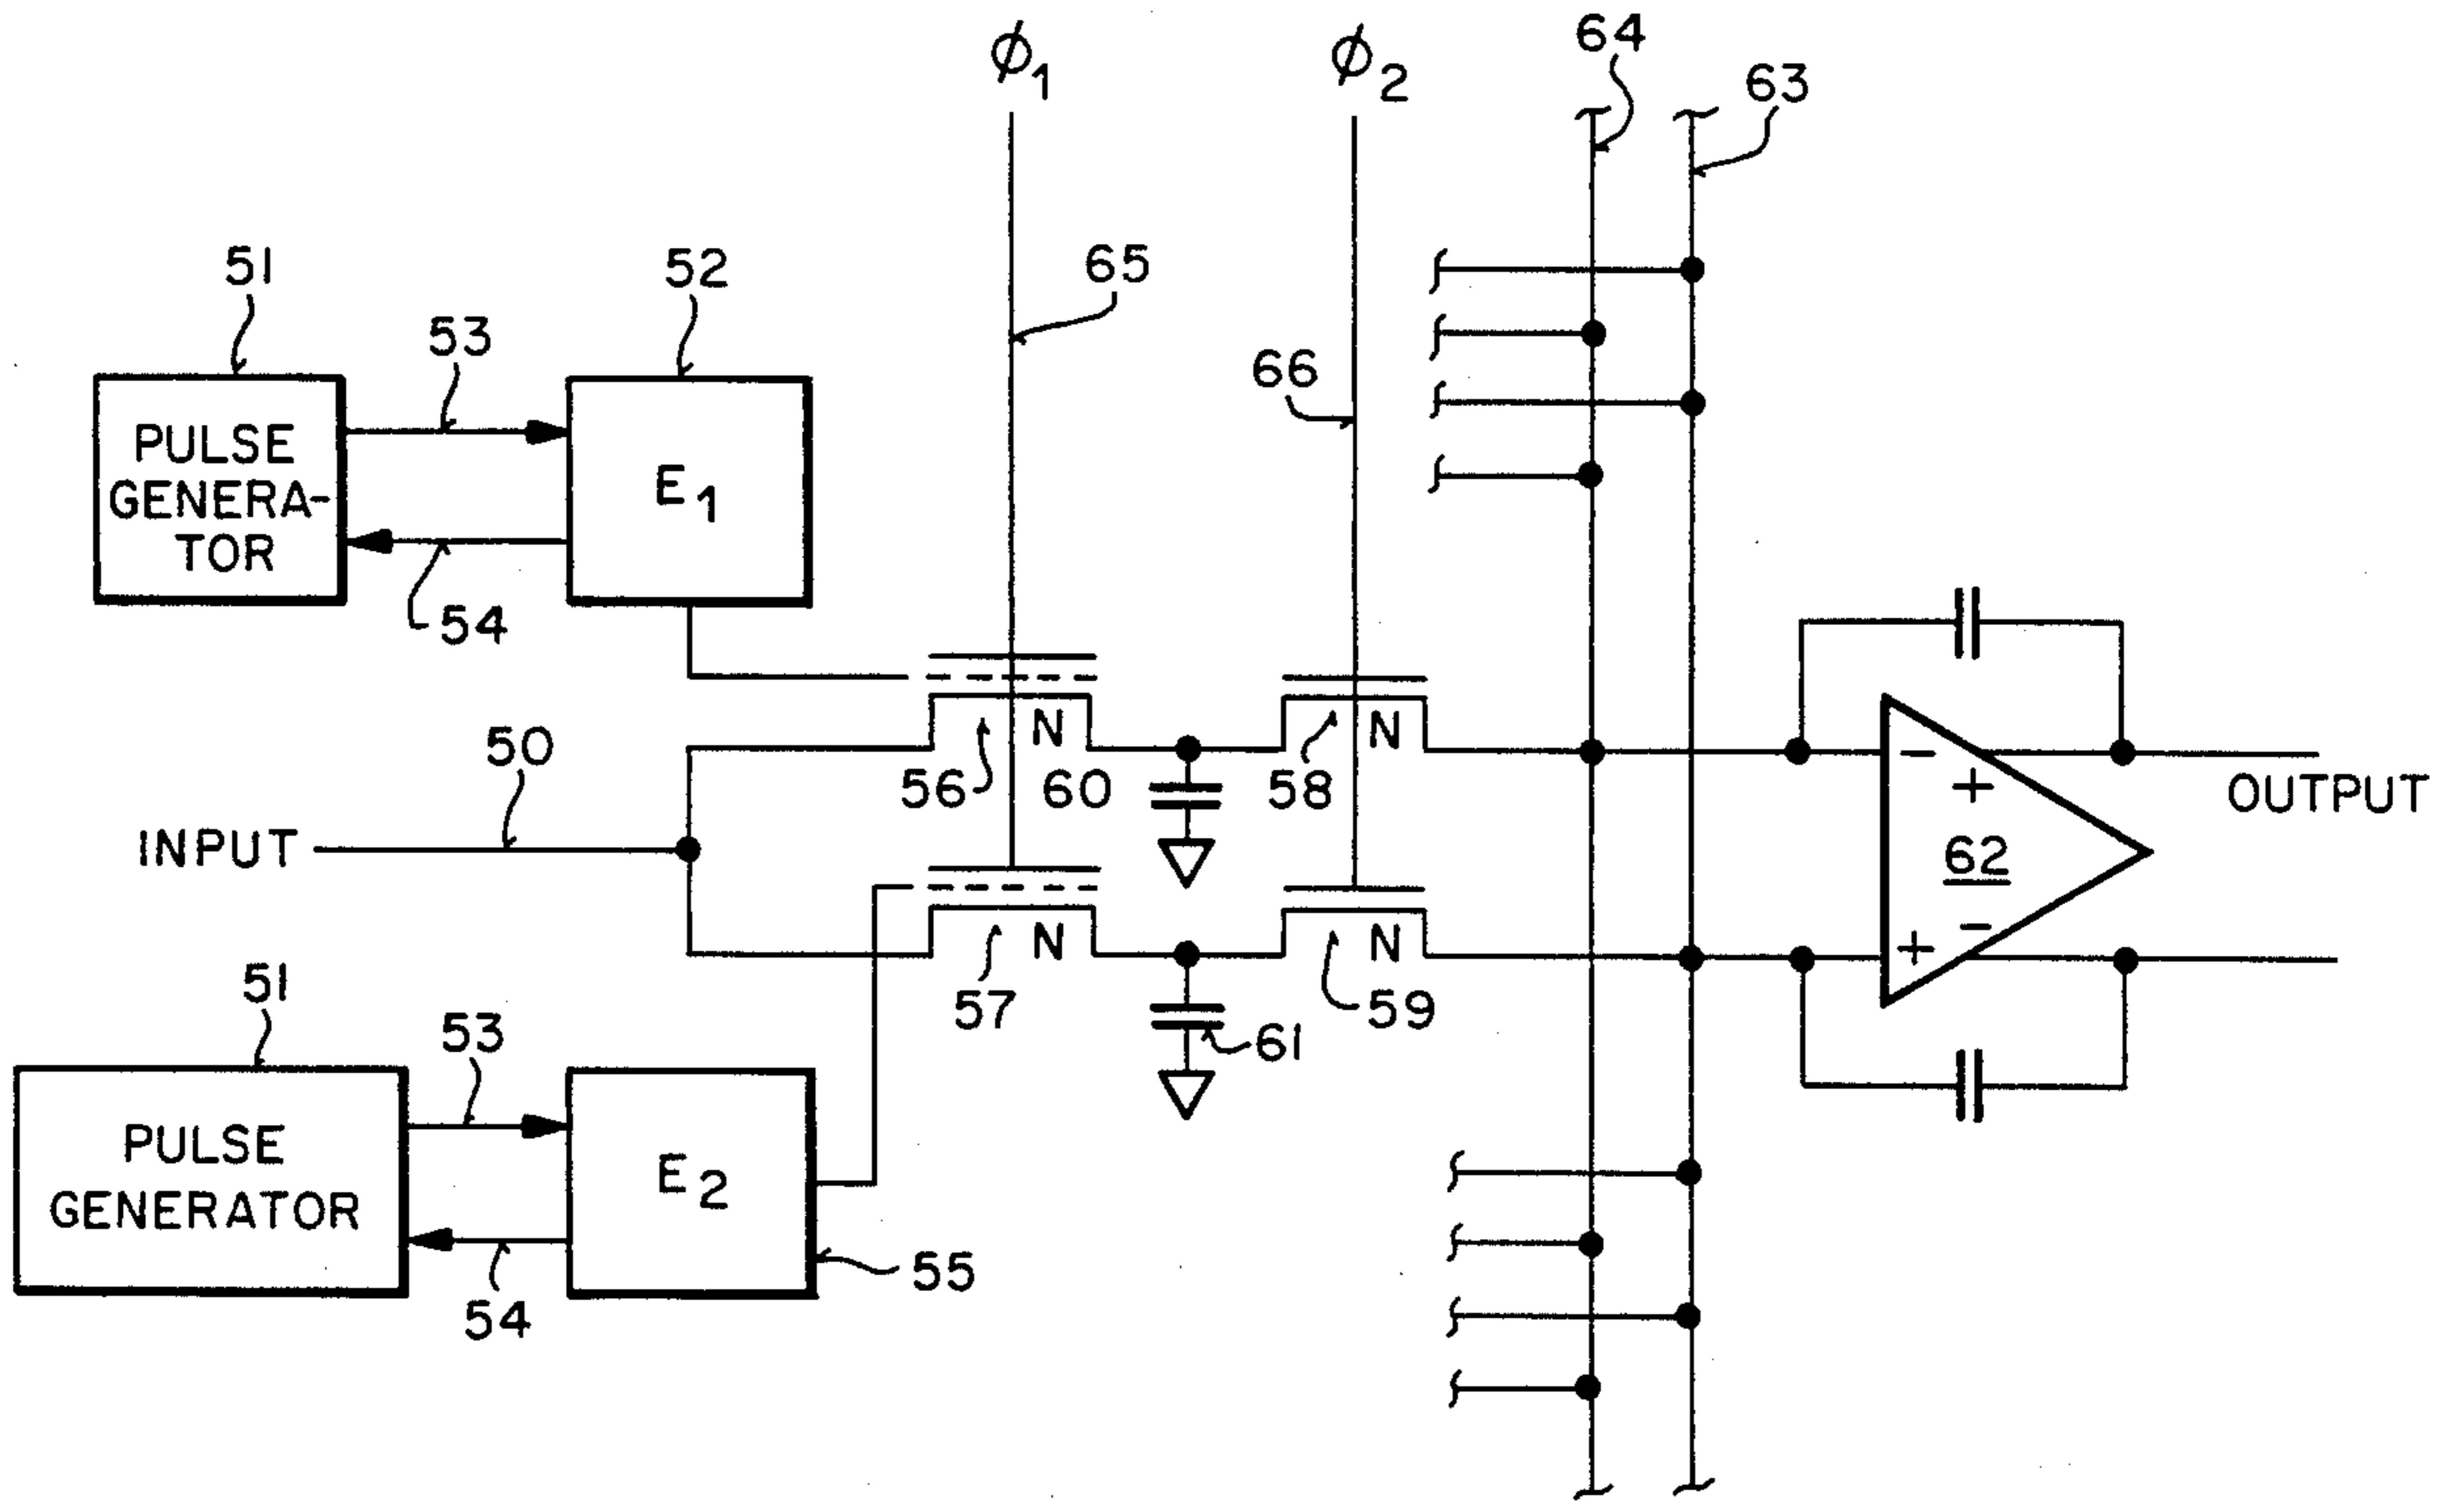 ϕ1
ϕ2
64
63
51
52
65
53
66
PULSE
GENERA-
TOR
E1
54
50
N
N
56
60
58
−
+
OUTPUT
INPUT
62
51
53
57
N
59
N
61
+
−
PULSE
GENERATOR
E2
54
55